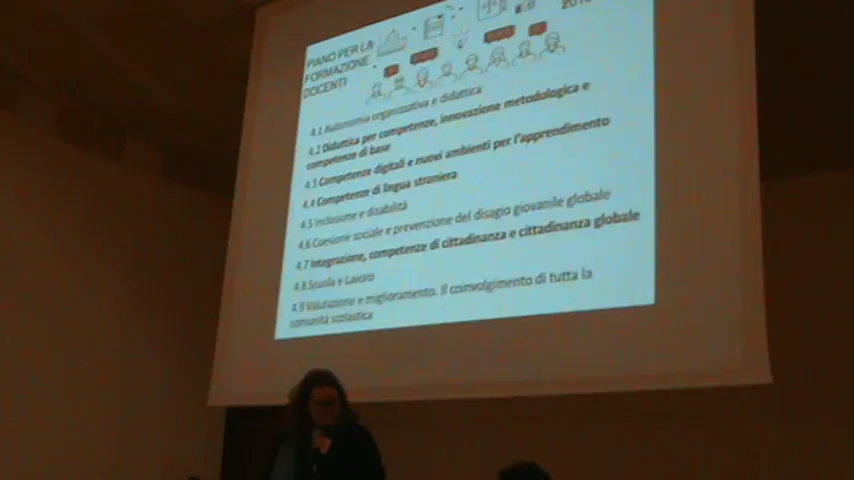 PIANO PER LA
FORMAZIONE
DOCENTI
4.1 Autonomia organizzativa e didattica
4.2 Didattica per competenze, innovazione metodologica e
competenze di base
4.3 Competenze digitali e nuovi ambienti per l'apprendimento
4.4 Competenze di lingua straniera
4.5 Inclusione e disabilità
4.6 Coesione sociale e prevenzione del disagio giovanile globale
4.7 Integrazione, competenze di cittadinanza e cittadinanza globale
4.8 Scuola e Lavoro
4.9 Valutazione e miglioramento. Il coinvolgimento di tutta la
comunità scolastica